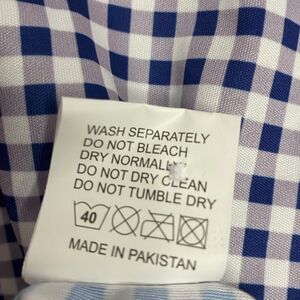 WASH SEPARATELY
DO NOT BLEACH
DRY NORMALLY
DO NOT DRY CLEAN
DO NOT TUMBLE DRY
40
MADE IN PAKISTAN